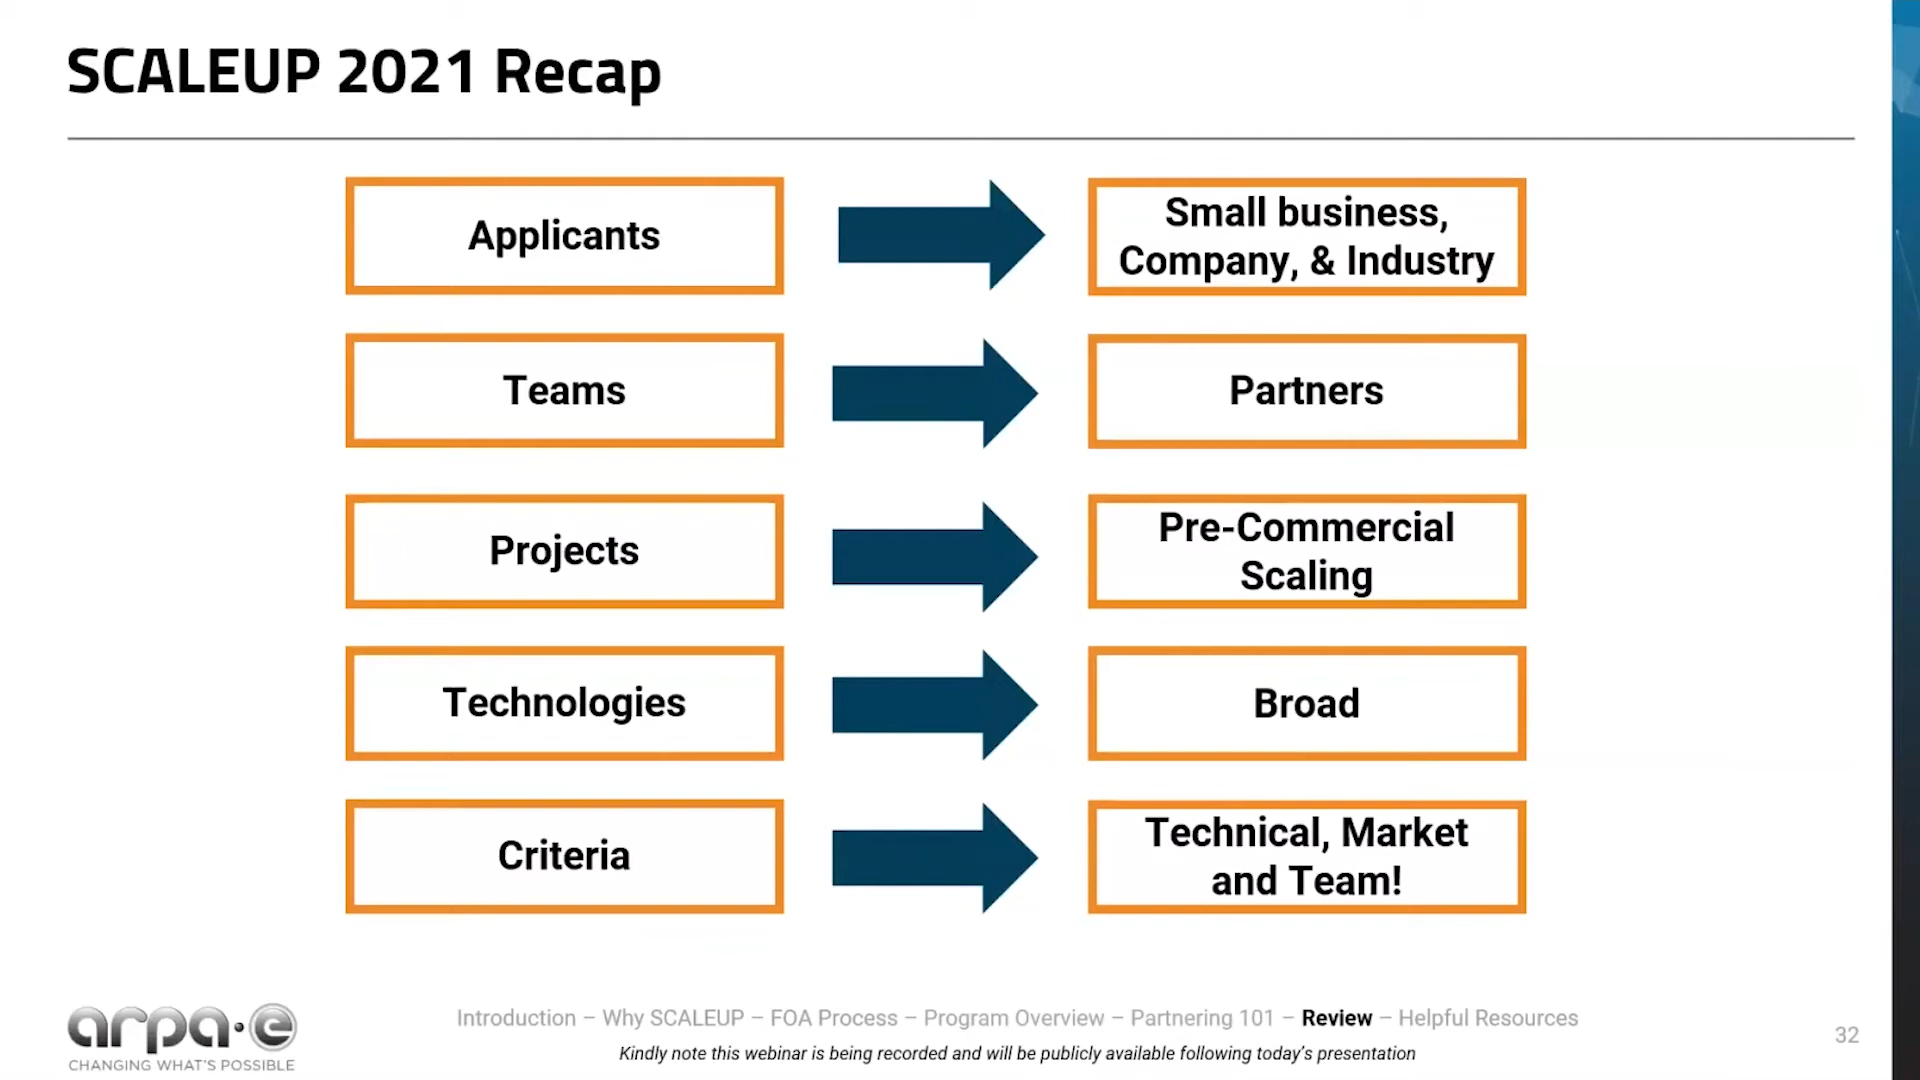 SCALEUP 2021 Recap
Applicants
Small business,
Company, & Industry
Teams
Partners
Projects
Pre-Commercial
Scaling
Technologies
Broad
Criteria
Technical, Market
and Team!
arpa·e
CHANGING WHAT'S POSSIBLE
Introduction – Why SCALEUP – FOA Process – Program Overview – Partnering 101 – Review – Helpful Resources
Kindly note this webinar is being recorded and will be publicly available following today's presentation
32